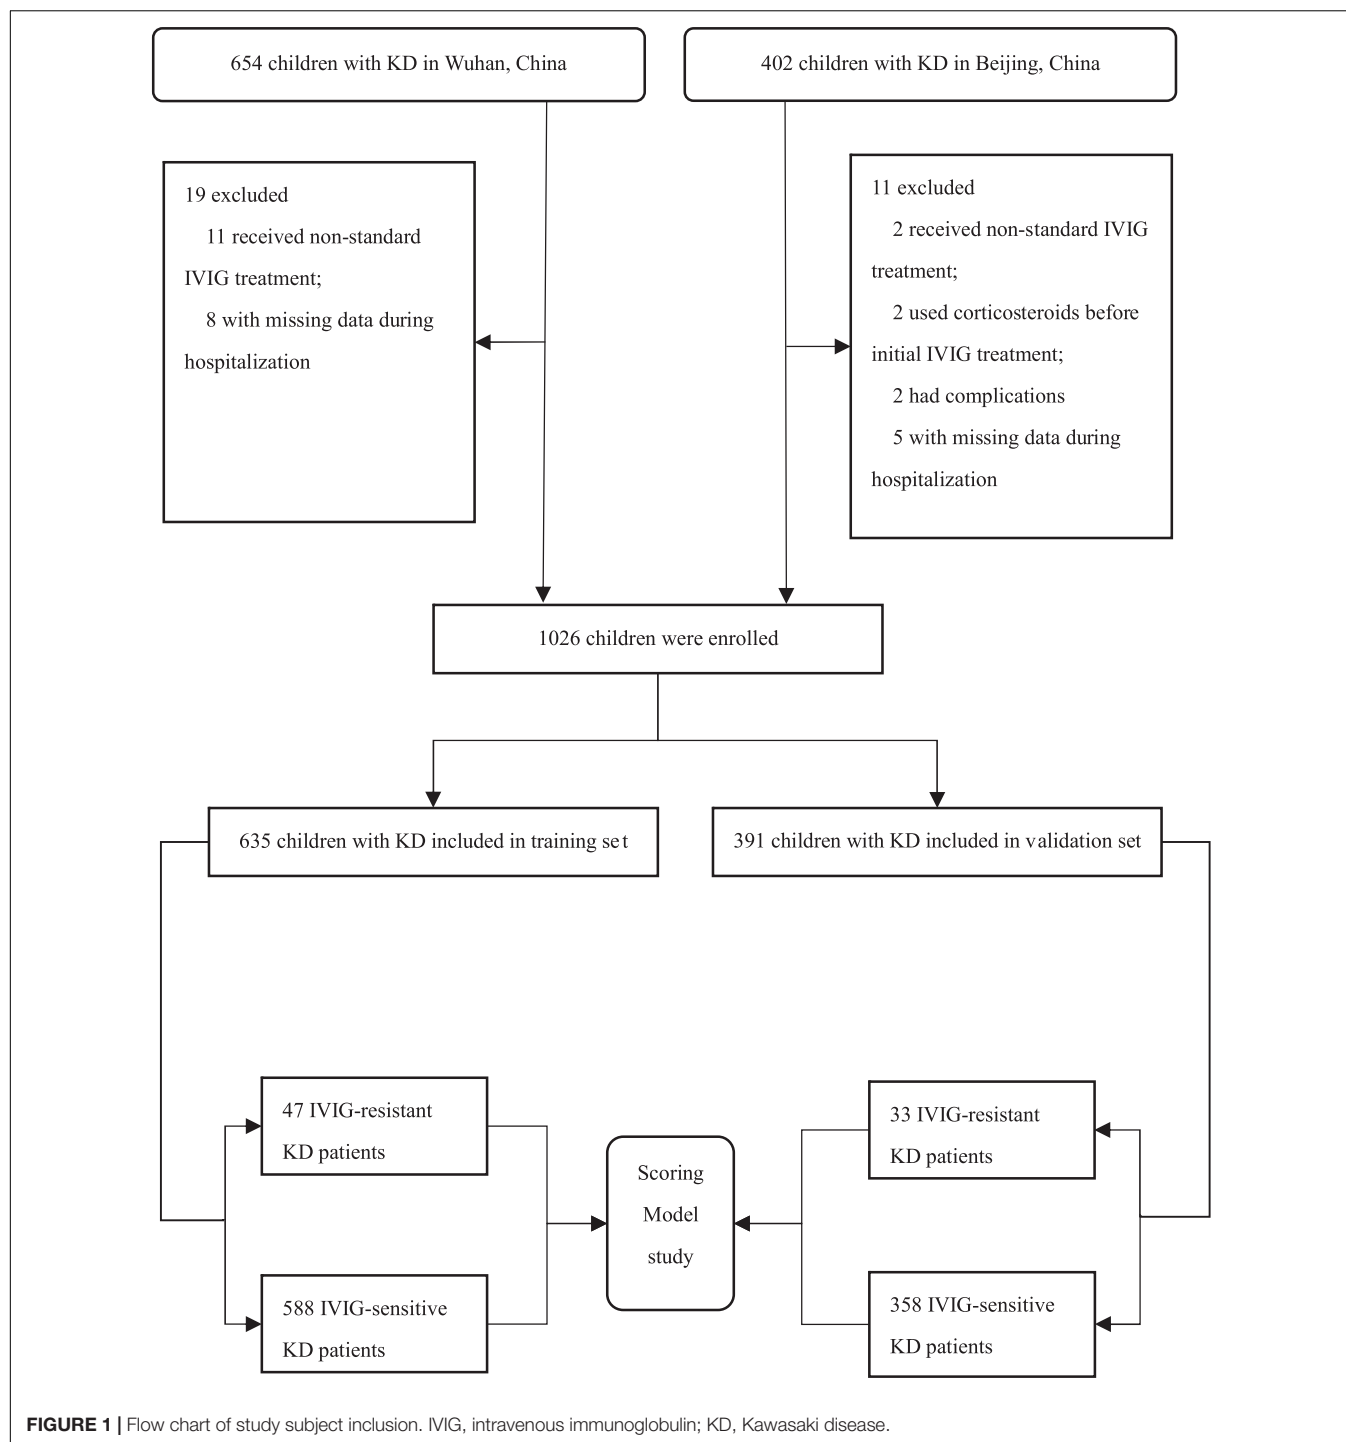 654 children with KD in Wuhan, China
402 children with KD in Beijing, China
19 excluded
11 received non-standard
IVIG treatment;
8 with missing data during
hospitalization
11 excluded
2 received non-standard IVIG
treatment;
2 used corticosteroids before
initial IVIG treatment;
2 had complications
5 with missing data during
hospitalization
1026 children were enrolled
635 children with KD included in training set
391 children with KD included in validation set
47 IVIG-resistant
KD patients
588 IVIG-sensitive
KD patients
Scoring
Model
study
33 IVIG-resistant
KD patients
358 IVIG-sensitive
KD patients
FIGURE 1 | Flow chart of study subject inclusion. IVIG, intravenous immunoglobulin; KD, Kawasaki disease.